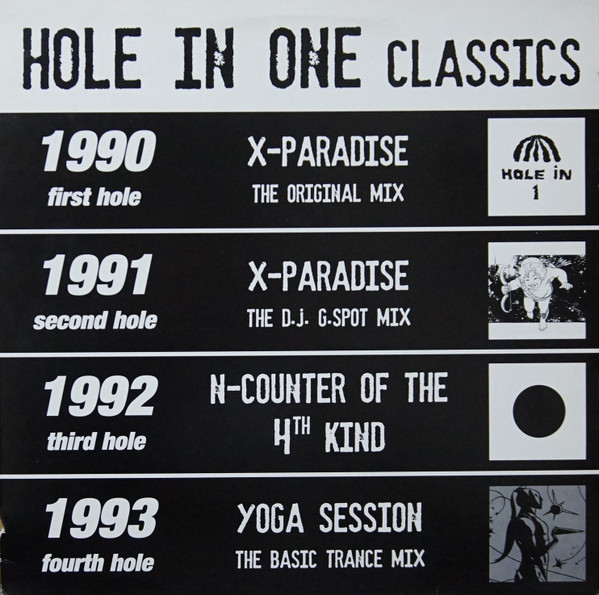 HOLE IN ONE CLASSICS
1990
first hole
X-PARADISE
THE ORIGINAL MIX
HOLE iN
1
1991
second hole
X-PARADISE
THE D.j. G.SPOT MIX
1992
third hole
N-COUNTER OF THE
4TH KIND
1993
fourth hole
YOGA SESSION
THE BASIC TRANCE MIX